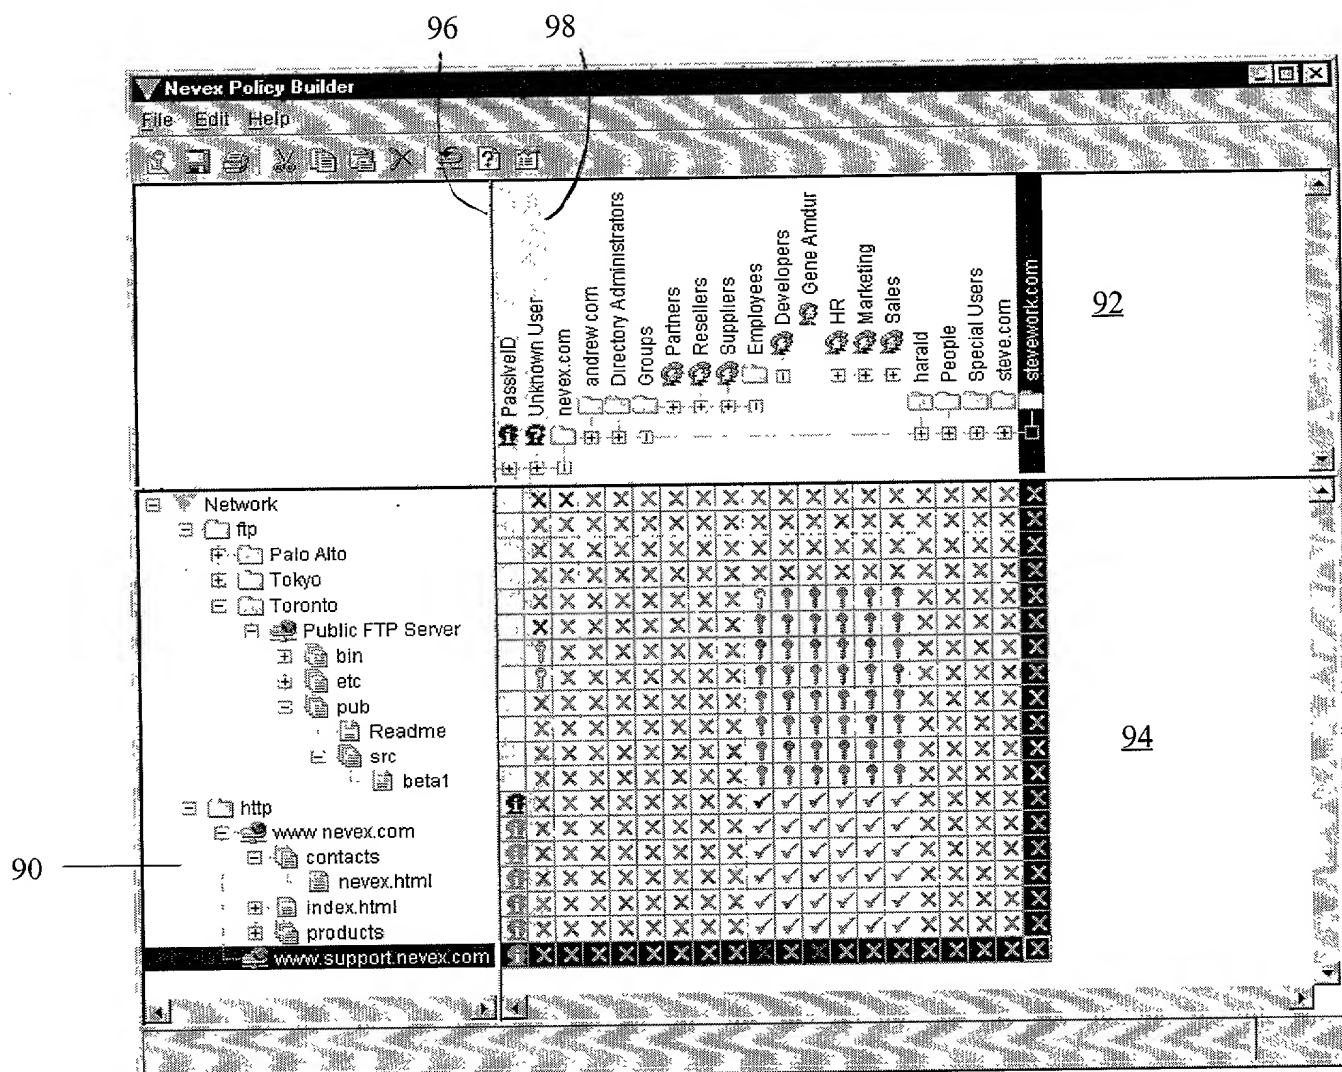 96
98
Nevex Policy Builder
File Edit Help
PassiveID
Unknown User
nevex.com
andrew com
Directory Administrators
Groups
Partners
Resellers
Suppliers
Employees
Developers
Gene Amdur
HR
Marketing
Sales
harald
People
Special Users
steve.com
stevework.com
92
Network
ftp
Palo Alto
Tokyo
Toronto
Public FTP Server
bin
etc
pub
Readme
src
beta1
http
www nevex.com
contacts
nevex.html
index.html
products
www.support.nevex.com
94
90